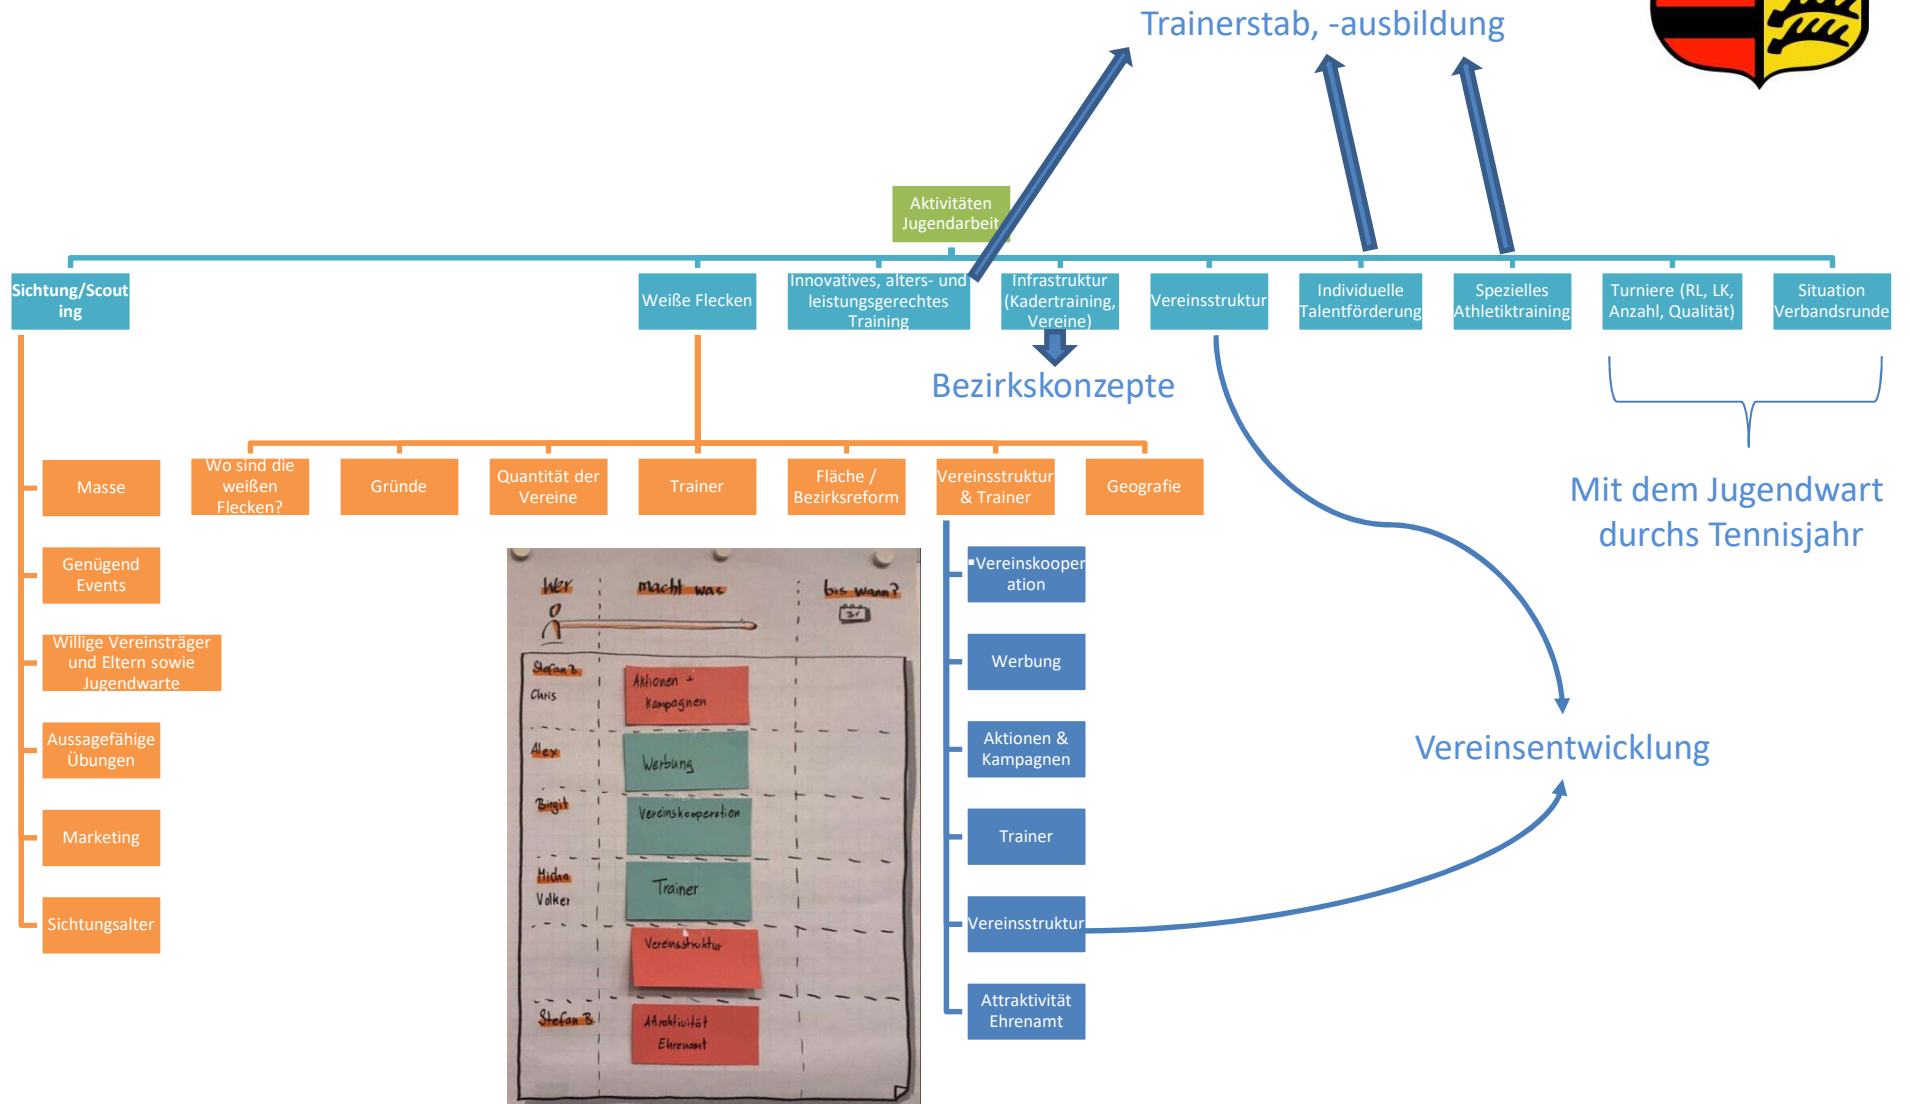 Trainerstab, -ausbildung
Aktivitäten
Jugendarbeit
Sichtung/Scout
ing
Weiße Flecken
Innovatives, alters- und
leistungsgerechtes
Training
Infrastruktur
(Kadertraining,
Vereine)
Vereinsstruktur
Individuelle
Talentförderung
Spezielles
Athletiktraining
Turniere (RL, LK,
Anzahl, Qualität)
Situation
Verbandsrunde
Bezirkskonzepte
Mit dem Jugendwart
durchs Tennisjahr
Masse
Genügend
Events
Willige Vereinsträger
und Eltern sowie
Jugendwarte
Aussagefähige
Übungen
Marketing
Sichtungsalter
Wo sind die
weißen
Flecken?
Gründe
Quantität der
Vereine
Trainer
Fläche /
Bezirksreform
Vereinsstruktur
& Trainer
Geografie
▪Vereinskooper
ation
Werbung
Aktionen &
Kampagnen
Trainer
Vereinsstruktur
Attraktivität
Ehrenamt
Vereinsentwicklung
Wer macht was bis wann?
31
Stefan B.
Chris
Aktionen +
Kampagnen
Alex
Werbung
Birgit
Vereinskooperation
Micha
Volker
Trainer
Vereinsstruktur
Stefan B.
Attraktivität
Ehrenamt